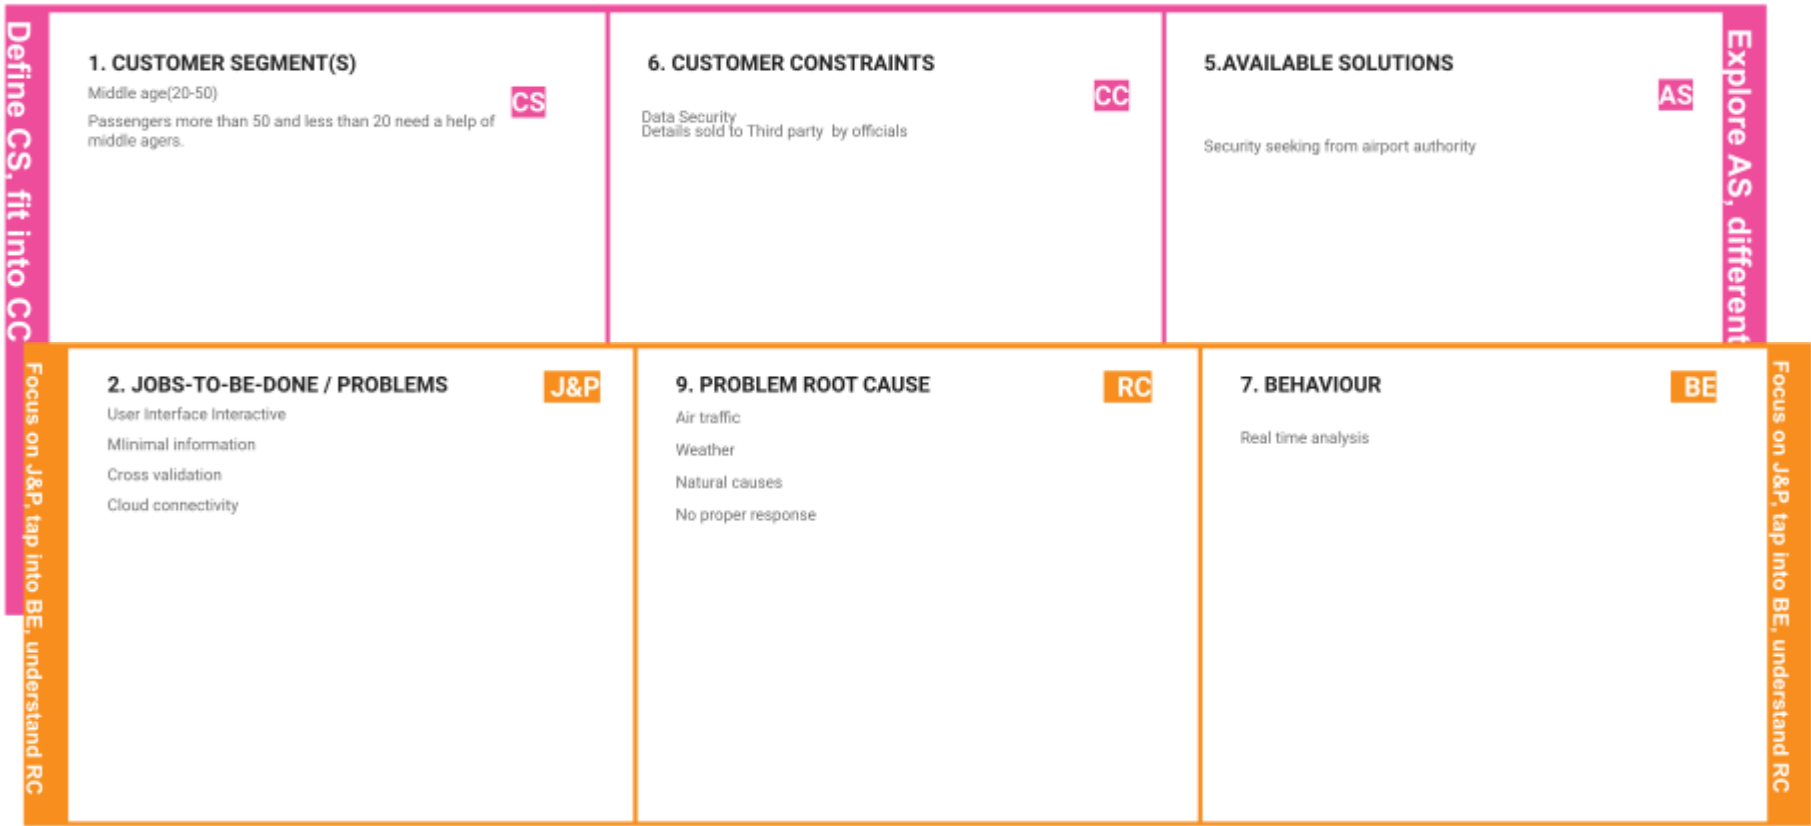 Define CS, fit into CC
1. CUSTOMER SEGMENT(S)
CS
Middle age(20-50)
Passengers more than 50 and less than 20 need a help of
middle agers.
6. CUSTOMER CONSTRAINTS
CC
Data Security
Details sold to Third party by officials
5.AVAILABLE SOLUTIONS
AS
Security seeking from airport authority
Explore AS, different
Focus on J&P, tap into BE, understand RC
2. JOBS-TO-BE-DONE / PROBLEMS
J&P
User Interface Interactive
MIinimal information
Cross validation
Cloud connectivity
9. PROBLEM ROOT CAUSE
RC
Air traffic
Weather
Natural causes
No proper response
7. BEHAVIOUR
BE
Real time analysis
Focus on J&P, tap into BE, understand RC